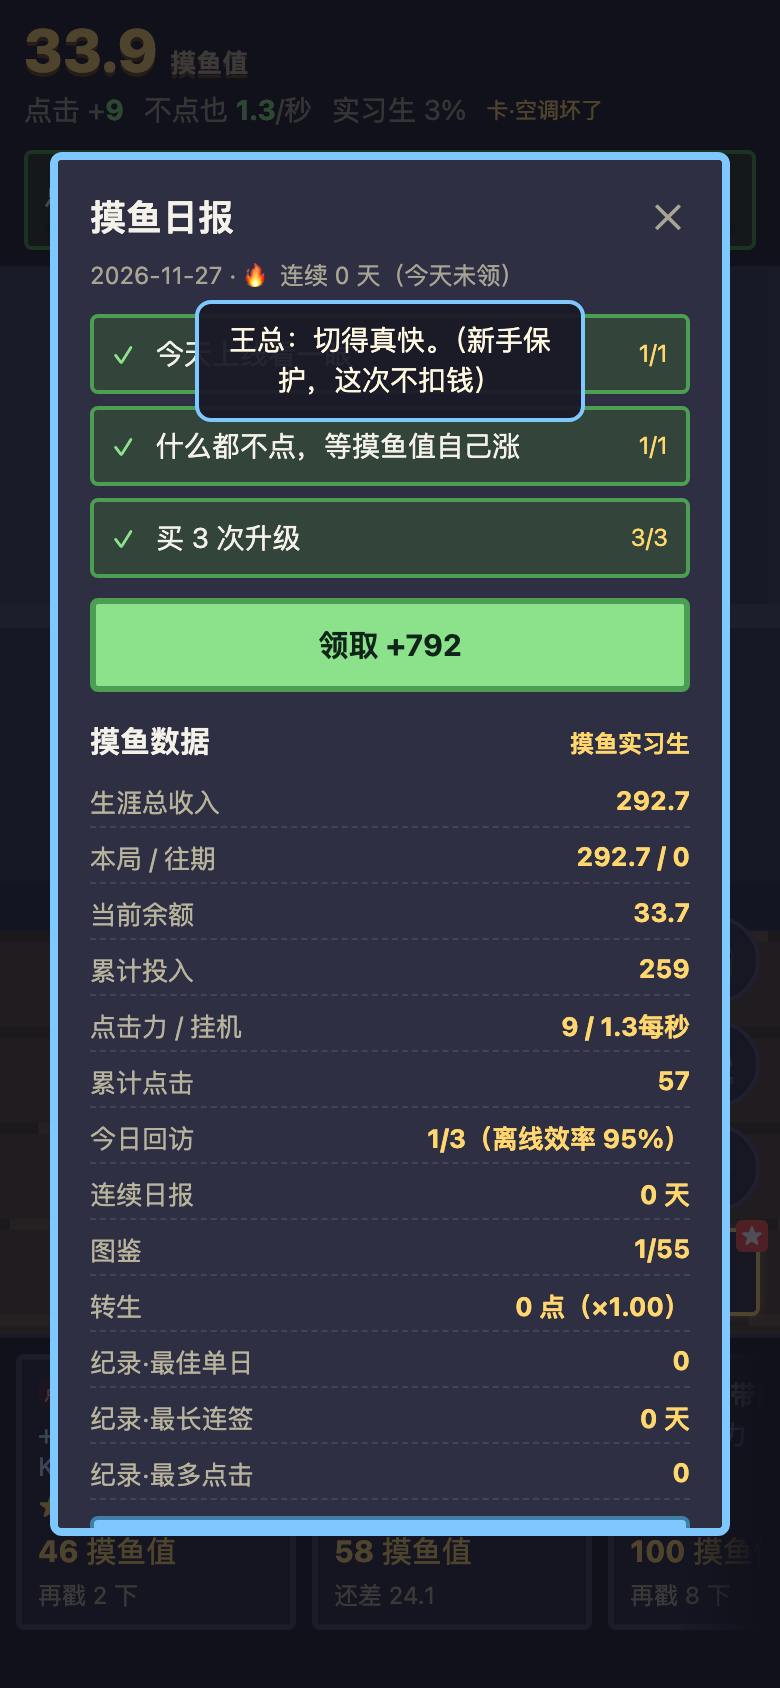 33.9 摸鱼值
点击 +9 不点也 1.3/秒 实习生 3% 卡·空调坏了
摸鱼日报
2026-11-27 · 🔥 连续 0 天（今天未领）
王总：切得真快。（新手保
护，这次不扣钱）
今天上线看一眼 1/1
什么都不点，等摸鱼值自己涨 1/1
买 3 次升级 3/3
领取 +792
摸鱼数据 摸鱼实习生
生涯总收入 292.7
本局 / 往期 292.7 / 0
当前余额 33.7
累计投入 259
点击力 / 挂机 9 / 1.3每秒
累计点击 57
今日回访 1/3（离线效率 95%）
连续日报 0 天
图鉴 1/55
转生 0 点（×1.00）
纪录·最佳单日 0
纪录·最长连签 0 天
纪录·最多点击 0
46 摸鱼值 58 摸鱼值 100 摸鱼
再戳 2 下 还差 24.1 再戳 8 下